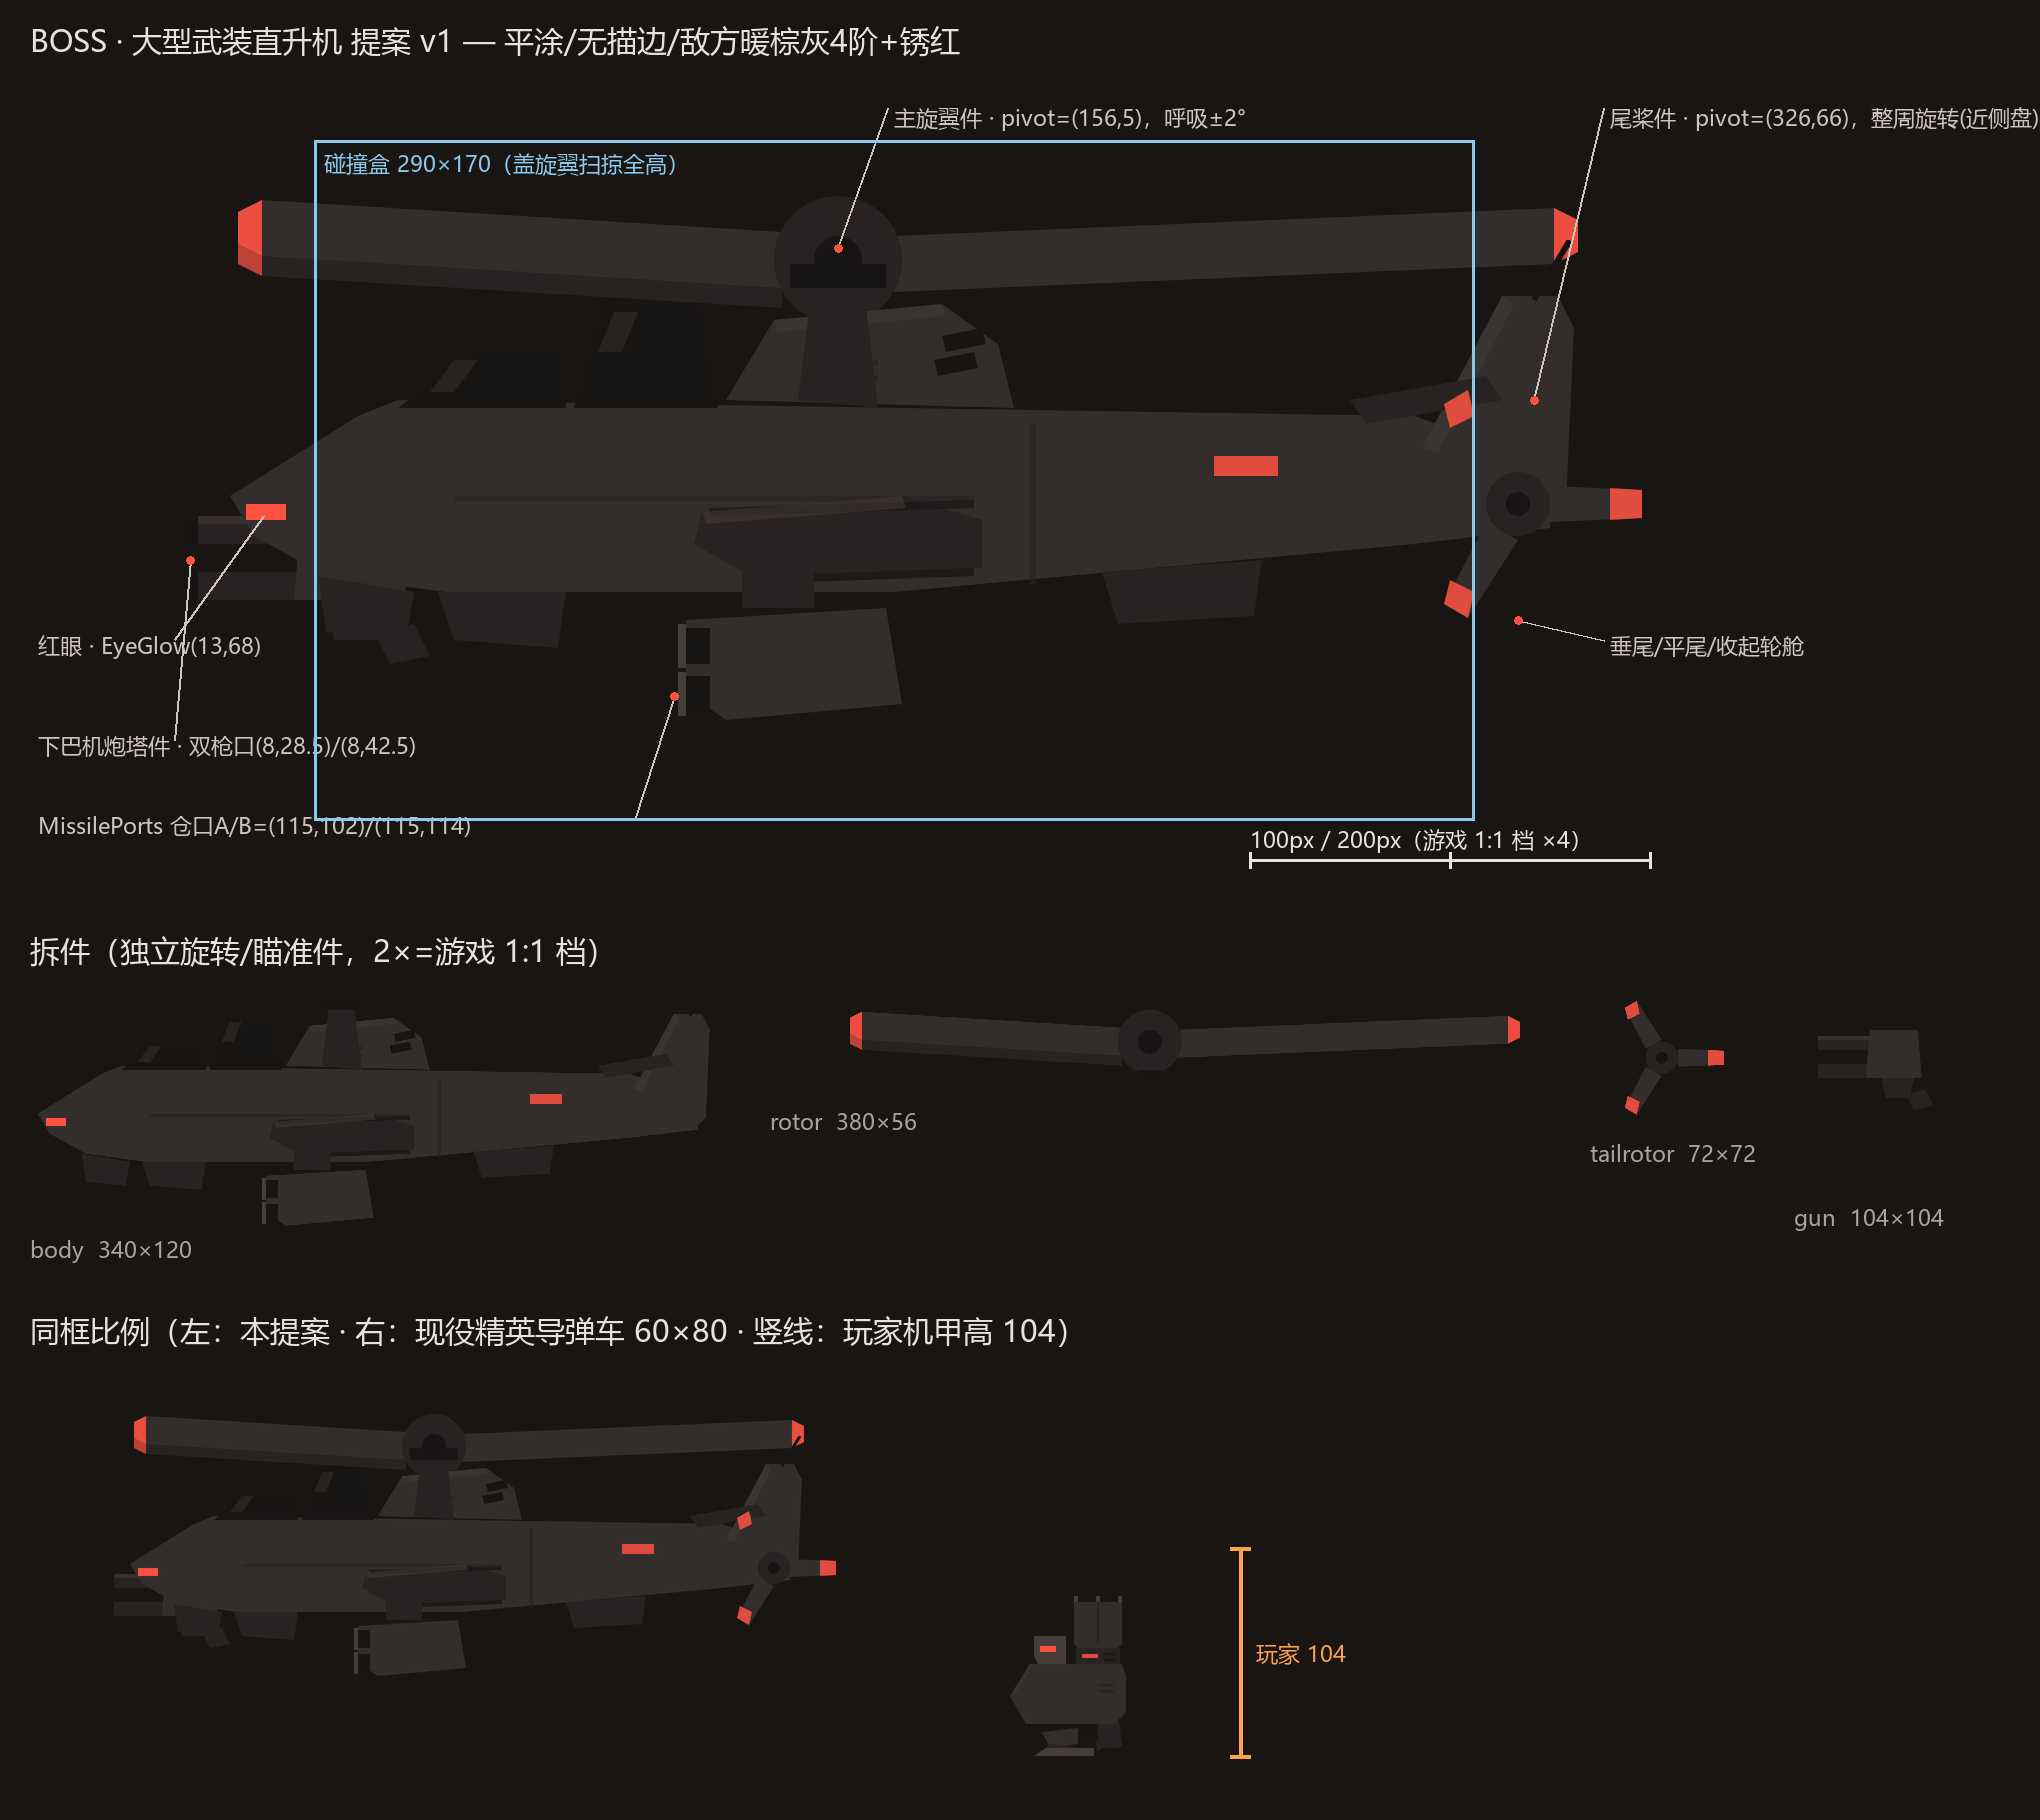 BOSS · 大型武装直升机 提案 v1 — 平涂/无描边/敌方暖棕灰4阶+锈红
主旋翼件 · pivot=(156,5)，呼吸±2°
尾桨件 · pivot=(326,66)，整周旋转(近侧盘)
碰撞盒 290×170（盖旋翼扫掠全高）
红眼 · EyeGlow(13,68)
垂尾/平尾/收起轮舱
下巴机炮塔件 · 双枪口(8,28.5)/(8,42.5)
MissilePorts 仓口A/B=(115,102)/(115,114)
100px / 200px（游戏 1:1 档 ×4）
拆件（独立旋转/瞄准件，2×=游戏 1:1 档）
rotor 380×56
tailrotor 72×72
gun 104×104
body 340×120
同框比例（左：本提案 · 右：现役精英导弹车 60×80 · 竖线：玩家机甲高 104）
玩家 104